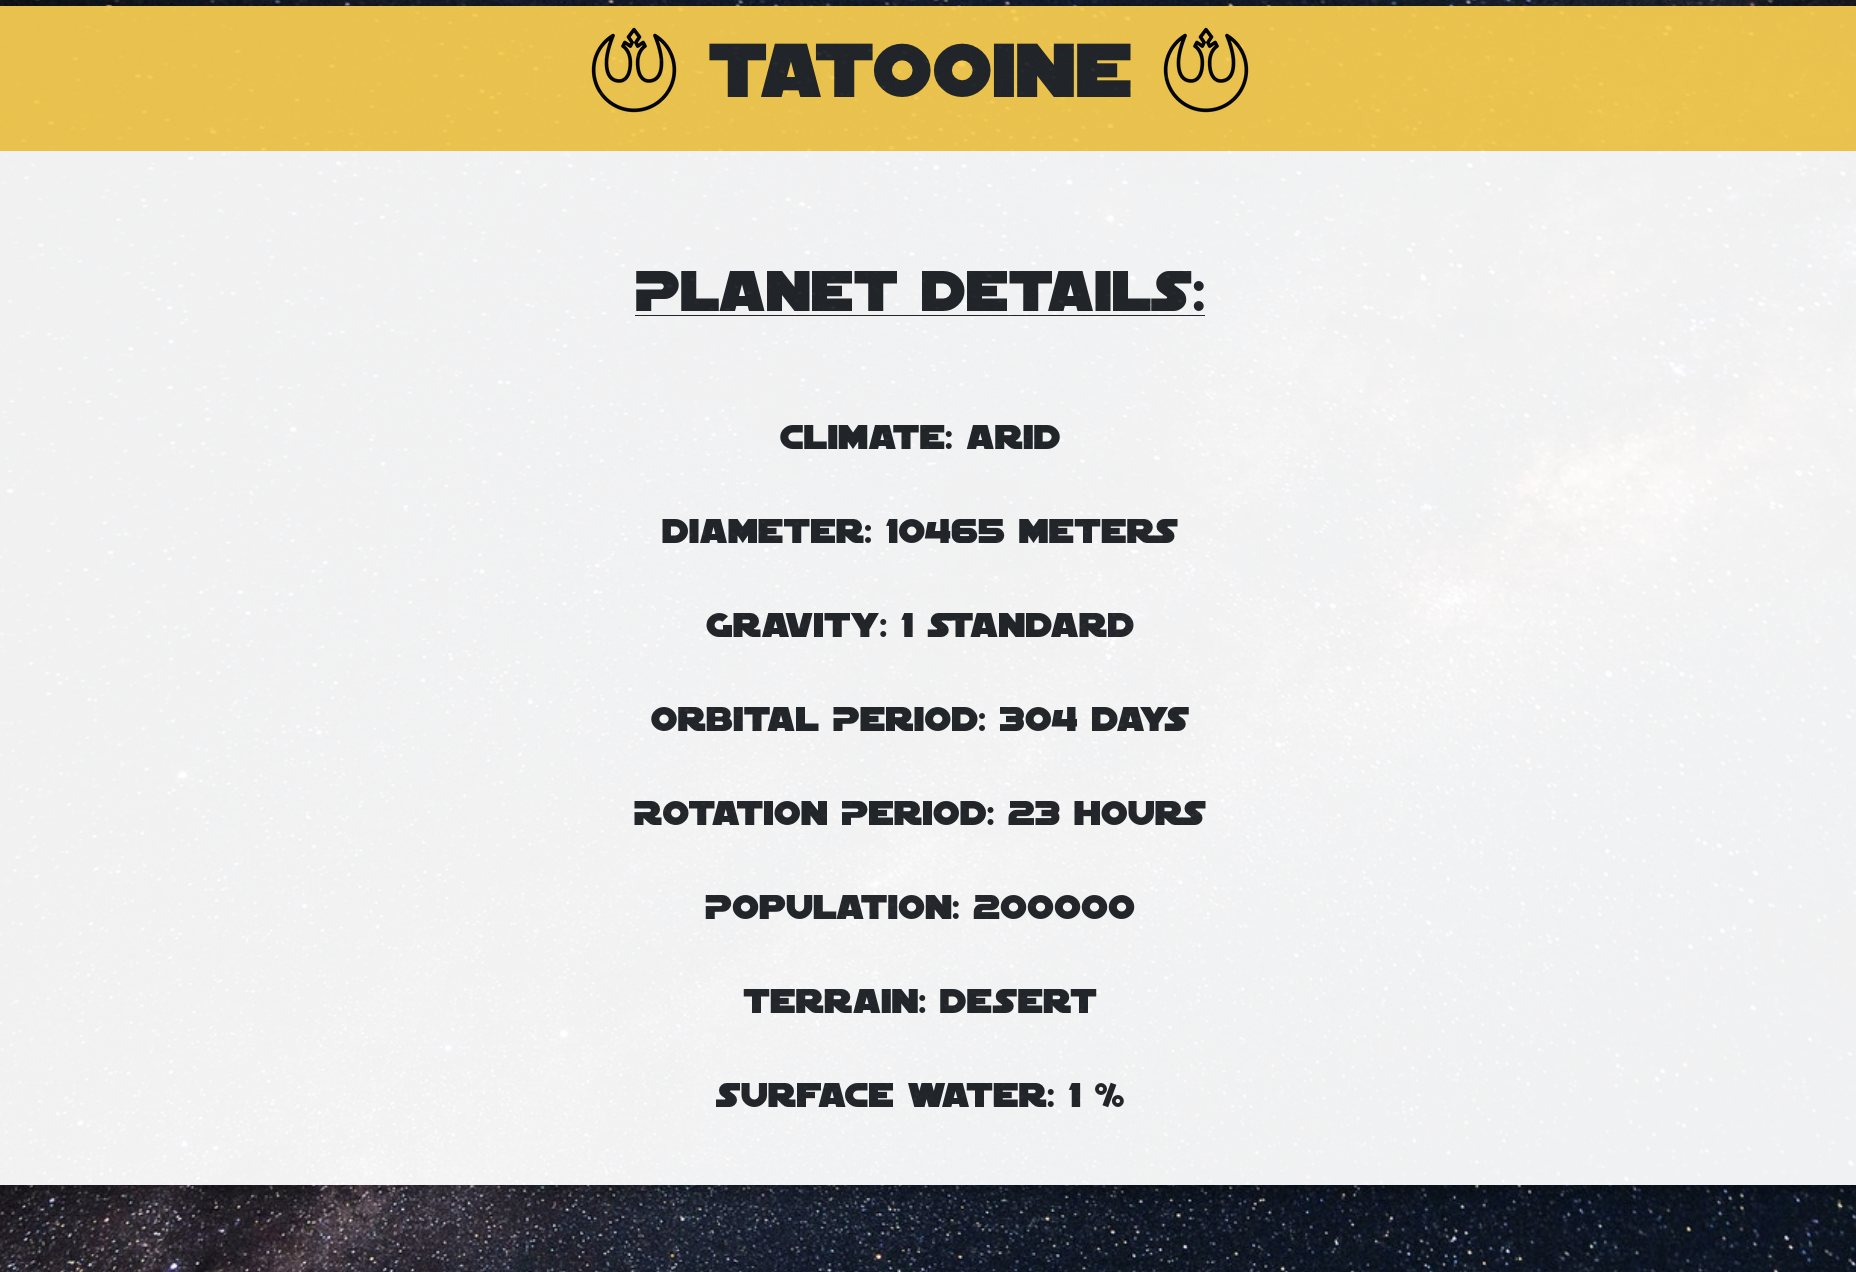 TATOOINE
PLANET DETAILS:
CLIMATE: ARID
DIAMETER: 10465 METERS
GRAVITY: 1 STANDARD
ORBITAL PERIOD: 304 DAYS
ROTATION PERIOD: 23 HOURS
POPULATION: 200000
TERRAIN: DESERT
SURFACE WATER: 1 %